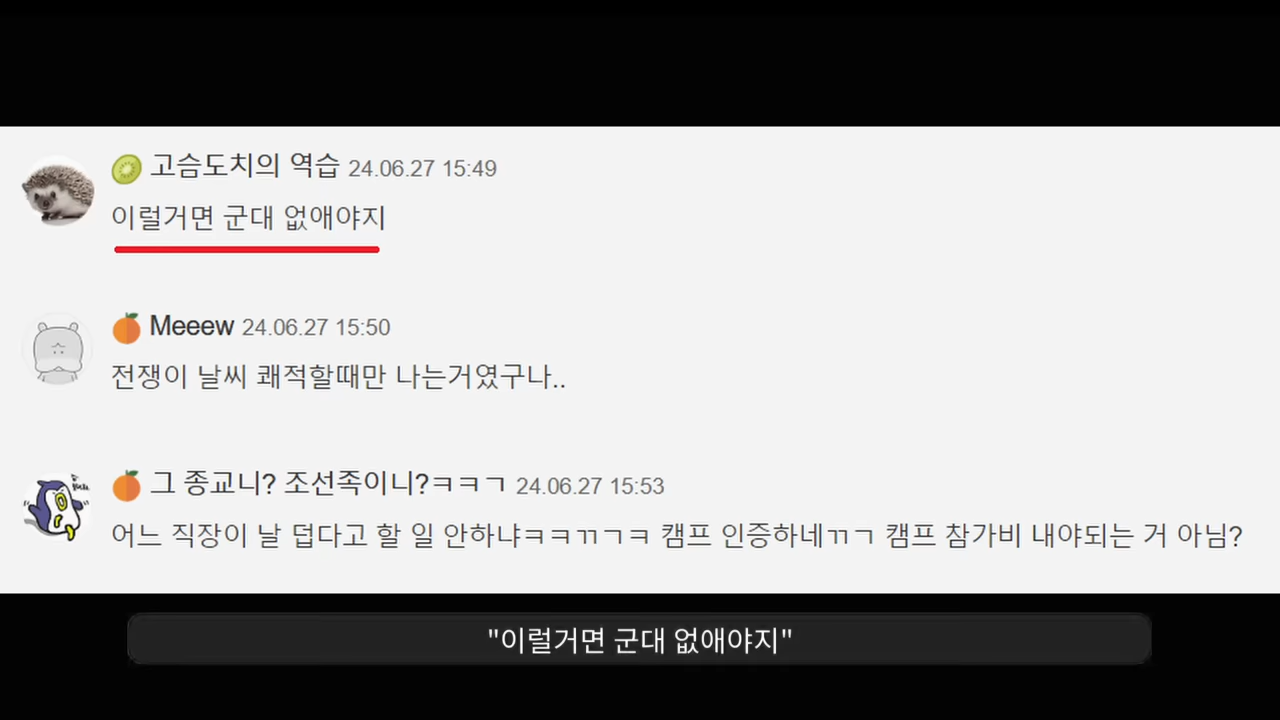 고슴도치의 역습 24.06.27 15:49
이럴거면 군대 없애야지
Meeew 24.06.27 15:50
전쟁이 날씨 쾌적할때만 나는거였구나..
그 종교니? 조선족이니?ㅋㅋㄱ 24.06.27 15:53
어느 직장이 날 덥다고 할 일 안하냐ㅋㅋㄲㄱㅋ 캠프 인증하네ㄲㄱ 캠프 참가비 내야되는 거 아님?
"이럴거면 군대 없애야지"